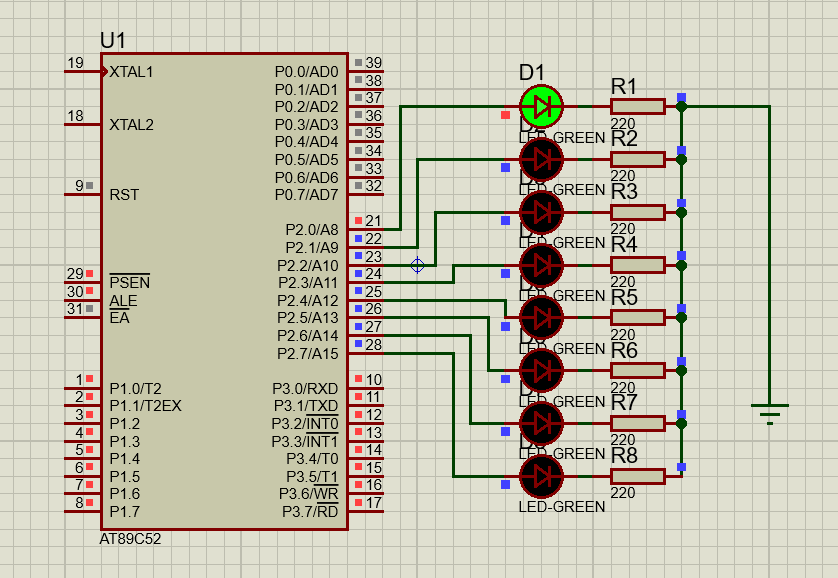 U1
19
XTAL1
18
XTAL2
9
RST
29
PSEN
30
ALE
31
EA
1
P1.0/T2
2
P1.1/T2EX
3
P1.2
4
P1.3
5
P1.4
6
P1.5
7
P1.6
8
P1.7
P0.0/AD0
39
P0.1/AD1
38
P0.2/AD2
37
P0.3/AD3
36
P0.4/AD4
35
P0.5/AD5
34
P0.6/AD6
33
P0.7/AD7
32
P2.0/A8
21
P2.1/A9
22
P2.2/A10
23
P2.3/A11
24
P2.4/A12
25
P2.5/A13
26
P2.6/A14
27
P2.7/A15
28
P3.0/RXD
10
P3.1/TXD
11
P3.2/INT0
12
P3.3/INT1
13
P3.4/T0
14
P3.5/T1
15
P3.6/WR
16
P3.7/RD
17
AT89C52
D1
LED-GREEN
R1
220
LED-GREEN
R2
220
LED-GREEN
R3
220
LED-GREEN
R4
220
LED-GREEN
R5
220
LED-GREEN
R6
220
LED-GREEN
R7
220
LED-GREEN
R8
220